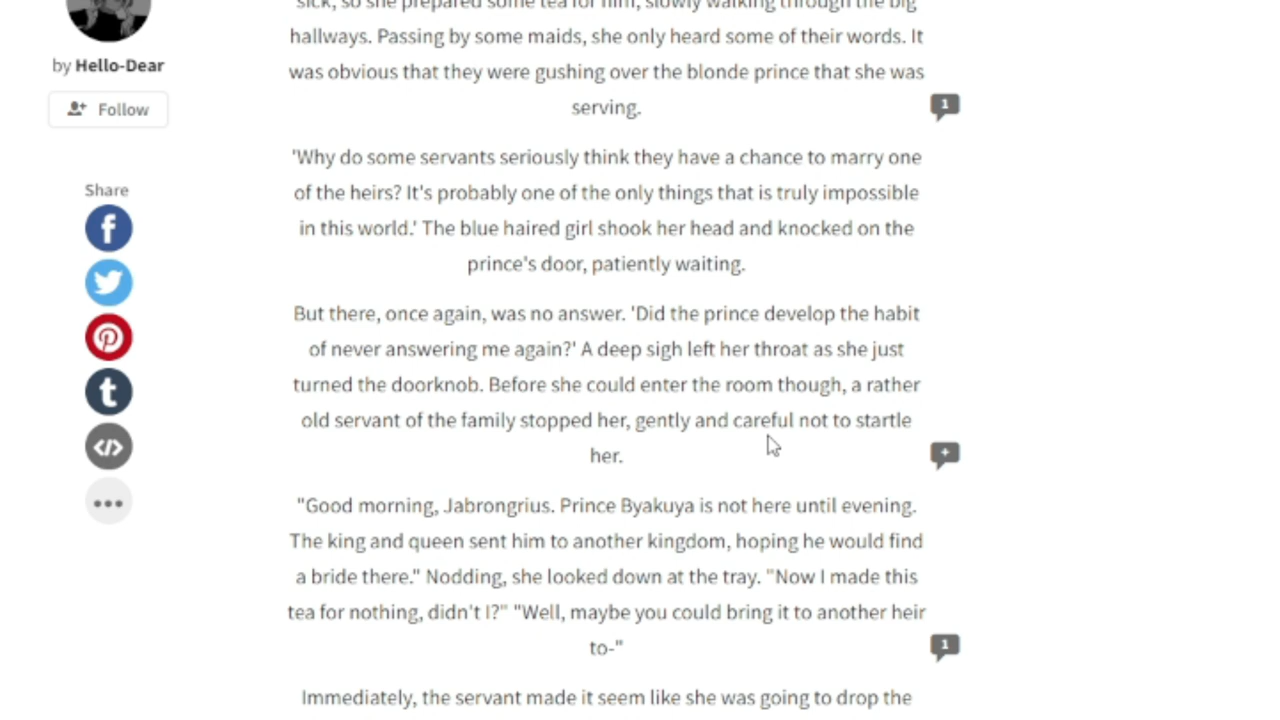 sick, so she prepared some tea for him, slowly walking through the big
hallways. Passing by some maids, she only heard some of their words. It
was obvious that they were gushing over the blonde prince that she was
serving.
1
by Hello-Dear
Follow
Share
'Why do some servants seriously think they have a chance to marry one
of the heirs? It's probably one of the only things that is truly impossible
in this world.' The blue haired girl shook her head and knocked on the
prince's door, patiently waiting.
But there, once again, was no answer. 'Did the prince develop the habit
of never answering me again?' A deep sigh left her throat as she just
turned the doorknob. Before she could enter the room though, a rather
old servant of the family stopped her, gently and careful not to startle
her.
+
"Good morning, Jabrongrius. Prince Byakuya is not here until evening.
The king and queen sent him to another kingdom, hoping he would find
a bride there." Nodding, she looked down at the tray. "Now I made this
tea for nothing, didn't I?" "Well, maybe you could bring it to another heir
to-"
1
Immediately, the servant made it seem like she was going to drop the